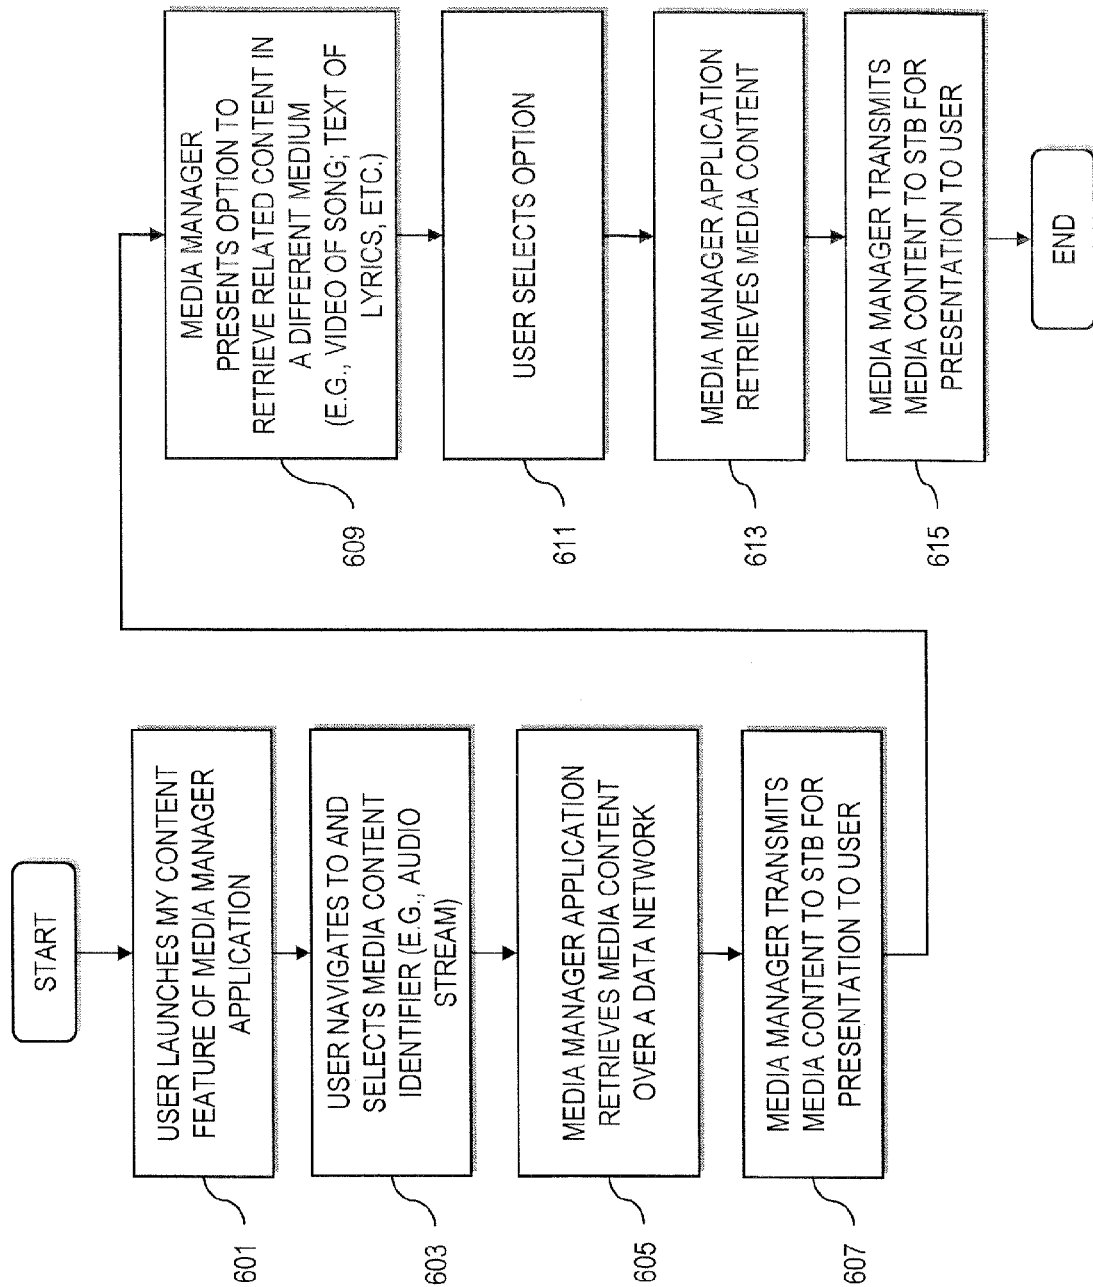 START
USER LAUNCHES MY CONTENT
FEATURE OF MEDIA MANAGER
APPLICATION
601
USER NAVIGATES TO AND
SELECTS MEDIA CONTENT
IDENTIFIER (E.G., AUDIO
STREAM)
603
MEDIA MANAGER APPLICATION
RETRIEVES MEDIA CONTENT
OVER A DATA NETWORK
605
MEDIA MANAGER TRANSMITS
MEDIA CONTENT TO STB FOR
PRESENTATION TO USER
607
MEDIA MANAGER
PRESENTS OPTION TO
RETRIEVE RELATED CONTENT IN
A DIFFERENT MEDIUM
(E.G., VIDEO OF SONG; TEXT OF
LYRICS, ETC.)
609
USER SELECTS OPTION
611
MEDIA MANAGER APPLICATION
RETRIEVES MEDIA CONTENT
613
MEDIA MANAGER TRANSMITS
MEDIA CONTENT TO STB FOR
PRESENTATION TO USER
615
END